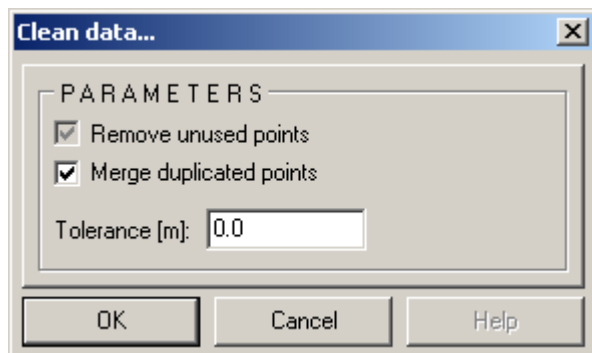 Clean data...
PARAMETERS
Remove unused points
Merge duplicated points
Tolerance [m]: 0.0
OK Cancel Help